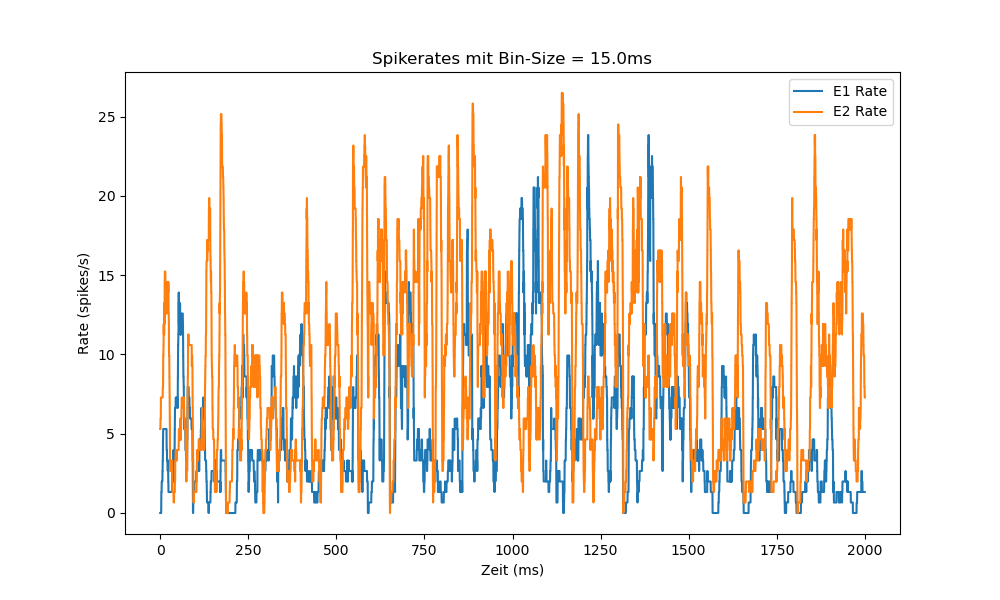 Spikerates mit Bin-Size = 15.0ms
E1 Rate
E2 Rate
Rate (spikes/s)
25
20
15
10
5
0
0 250 500 750 1000 1250 1500 1750 2000
Zeit (ms)